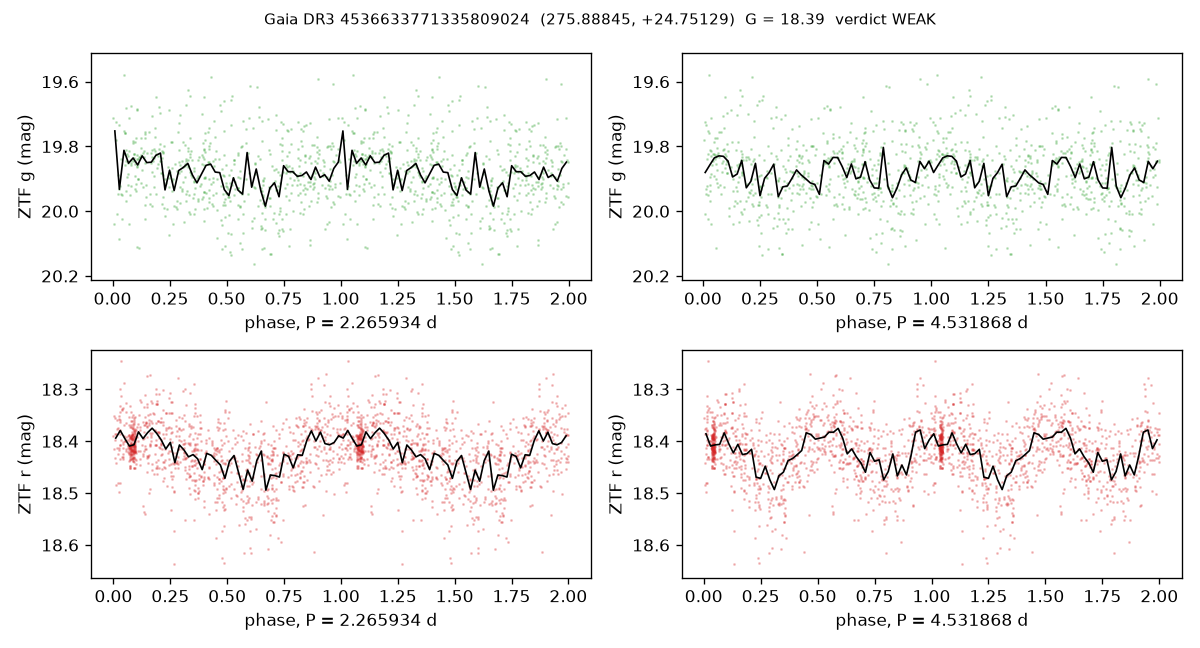 Gaia DR3 4536633771335809024  (275.88845, +24.75129)  G = 18.39  verdict WEAK
ZTF g (mag)
19.6
19.8
20.0
20.2
0.00 0.25 0.50 0.75 1.00 1.25 1.50 1.75 2.00
phase, P = 2.265934 d
ZTF g (mag)
19.6
19.8
20.0
20.2
0.00 0.25 0.50 0.75 1.00 1.25 1.50 1.75 2.00
phase, P = 4.531868 d
ZTF r (mag)
18.3
18.4
18.5
18.6
0.00 0.25 0.50 0.75 1.00 1.25 1.50 1.75 2.00
phase, P = 2.265934 d
ZTF r (mag)
18.3
18.4
18.5
18.6
0.00 0.25 0.50 0.75 1.00 1.25 1.50 1.75 2.00
phase, P = 4.531868 d